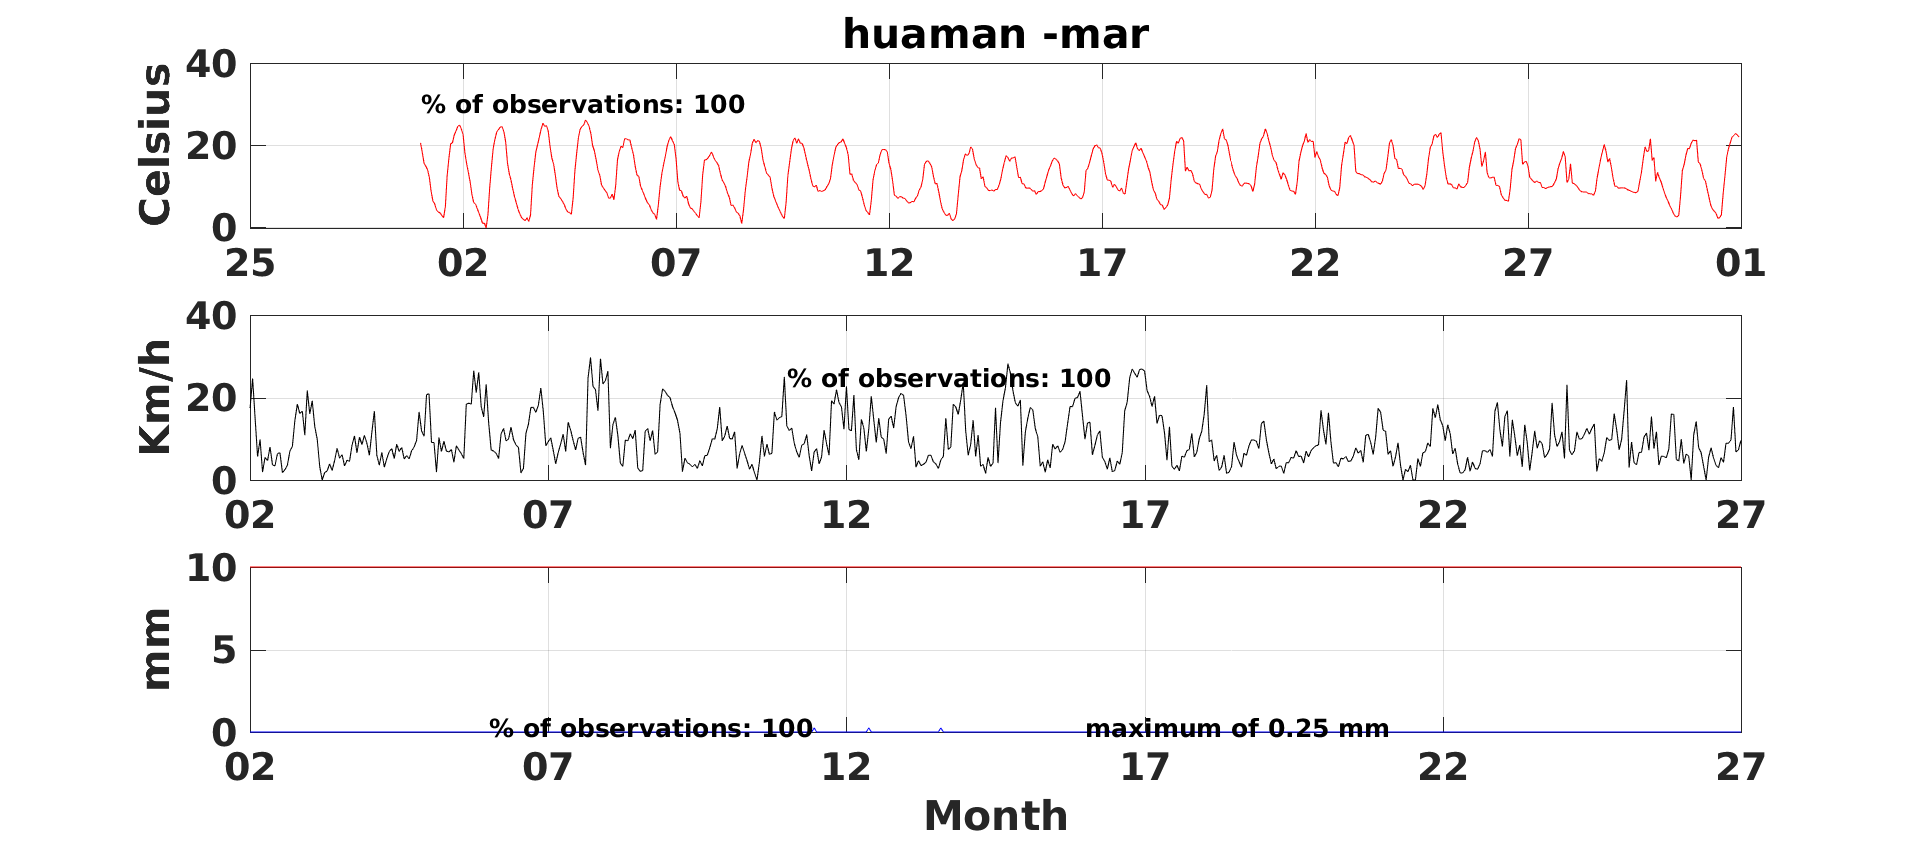 huaman -mar
Celsius
40
20
0
% of observations: 100
25 02 07 12 17 22 27 01
Km/h
40
20
0
% of observations: 100
02 07 12 17 22 27
mm
10
5
0
% of observations: 100 maximum of 0.25 mm
02 07 12 17 22 27
Month